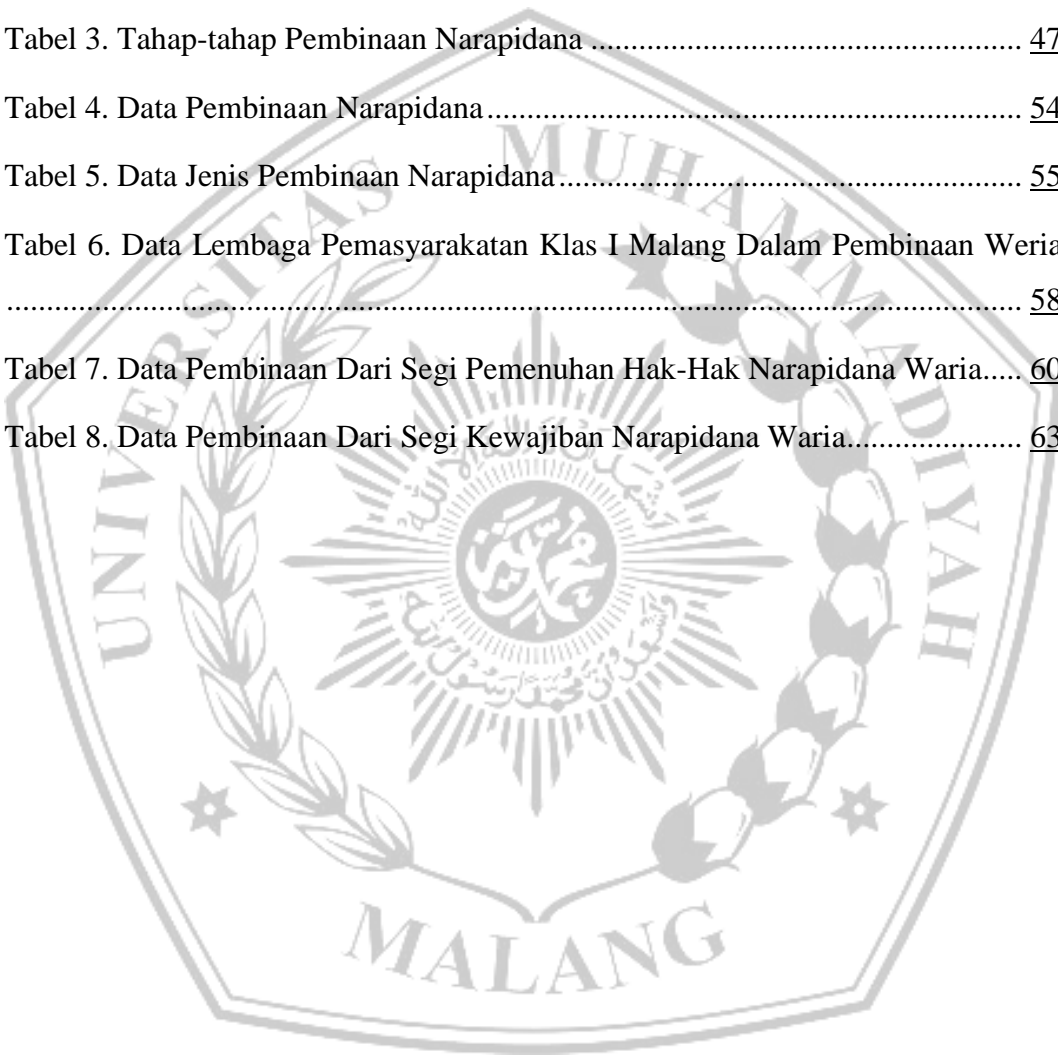 Tabel 3. Tahap-tahap Pembinaan Narapidana ...................................................... 47
Tabel 4. Data Pembinaan Narapidana ................................................................... 54
Tabel 5. Data Jenis Pembinaan Narapidana .......................................................... 55
Tabel 6. Data Lembaga Pemasyarakatan Klas I Malang Dalam Pembinaan Weria
................................................................................................................................ 58
Tabel 7. Data Pembinaan Dari Segi Pemenuhan Hak-Hak Narapidana Waria..... 60
Tabel 8. Data Pembinaan Dari Segi Kewajiban Narapidana Waria...................... 63
UNIVERSITAS MUHAMMADIYAH
MALANG